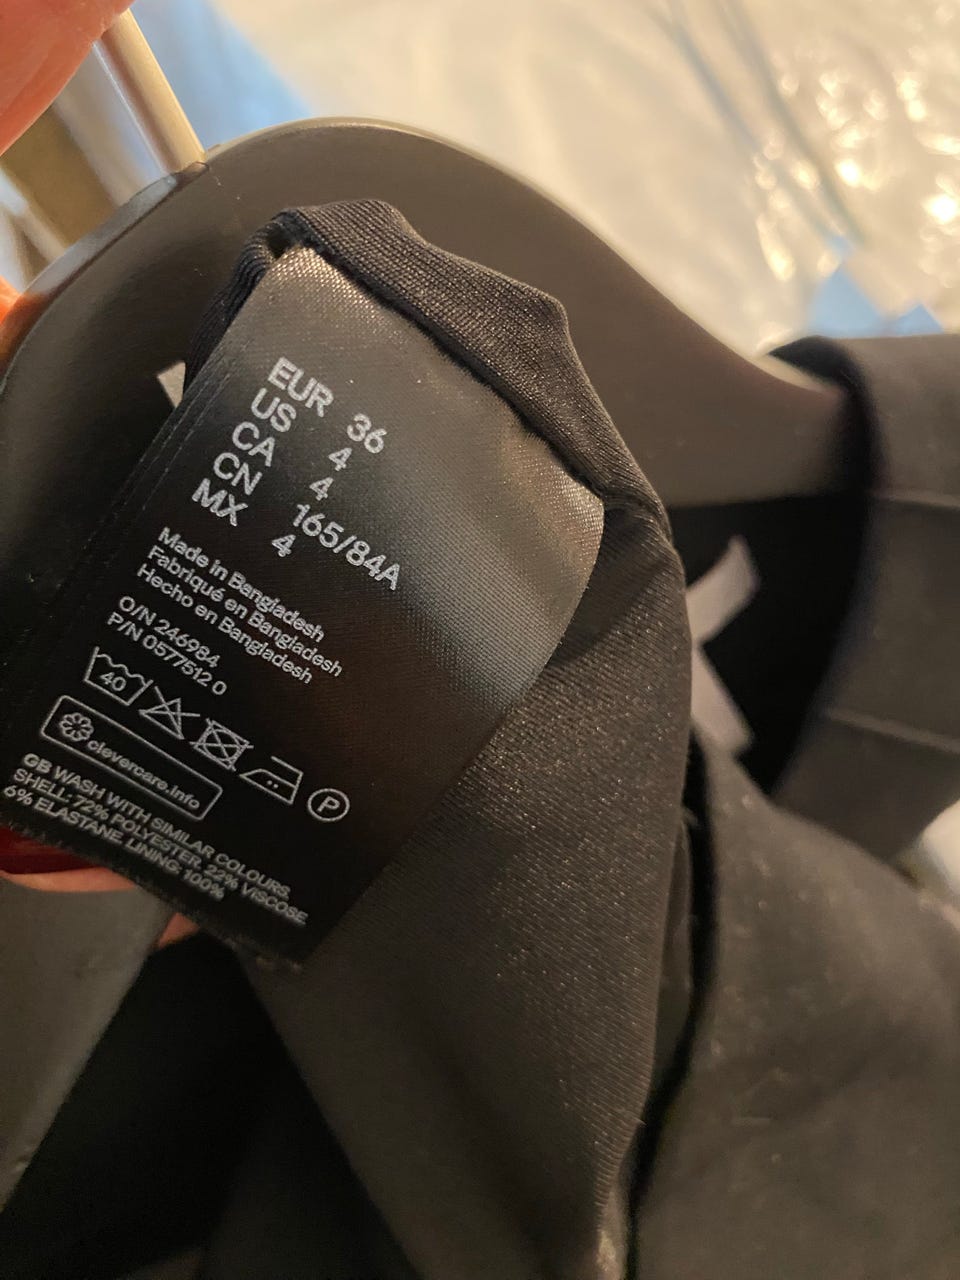 EUR 36
US 4
CA 4
CN 165/84A
MX 4
Made in Bangladesh
Fabriqué en Bangladesh
Hecho en Bangladesh
O/N 246984
P/N 0577512 0
40
P
clevercare.info
GB WASH WITH SIMILAR COLOURS.
SHELL: 72% POLYESTER. 22% VISCOSE
6% ELASTANE. LINING: 100%